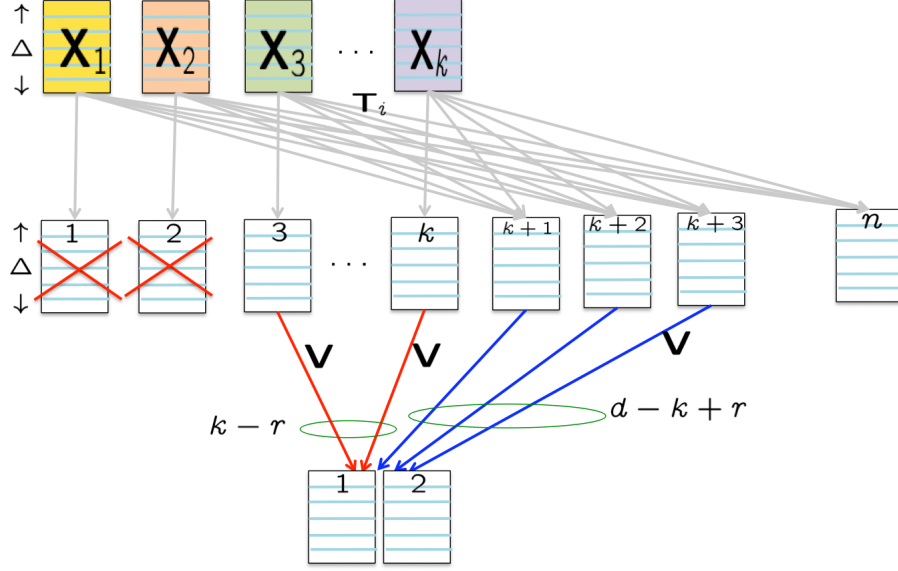 ↑ X₁ X₂ X₃ ⋯ Xₖ
Δ
↓
Tᵢ
↑ 1 2 3 ⋯ k k + 1 k + 2 k + 3 n
Δ
↓
V V V
k − r d − k + r
1 2